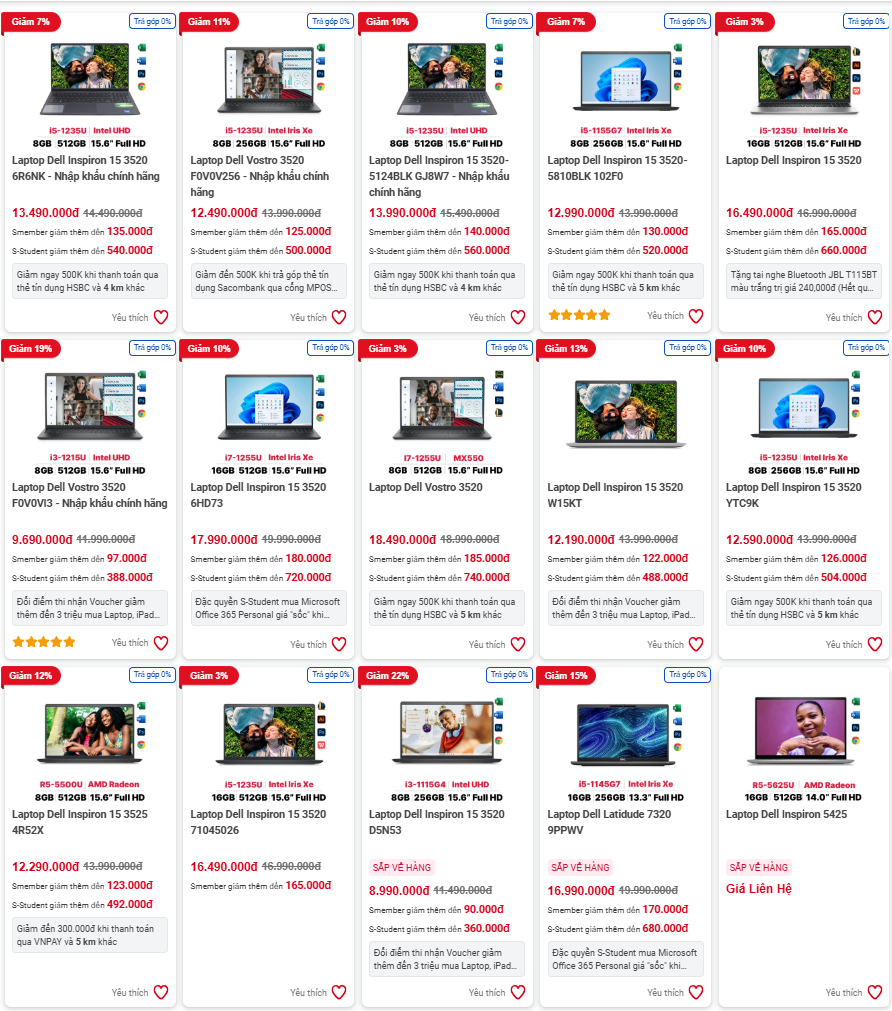 Giảm 7%
Trả góp 0%
i5-1235U | Intel UHD
8GB | 512GB | 15.6" Full HD
Laptop Dell Inspiron 15 3520
6R6NK - Nhập khẩu chính hãng
13.490.000đ 14.490.000đ
Smember giảm thêm đến 135.000đ
S-Student giảm thêm đến 540.000đ
Giảm ngay 500K khi thanh toán qua
thẻ tín dụng HSBC và 4 km khác
Yêu thích
Giảm 11%
Trả góp 0%
i5-1235U | Intel Iris Xe
8GB | 256GB | 15.6" Full HD
Laptop Dell Vostro 3520
F0V0V256 - Nhập khẩu chính
hãng
12.490.000đ 13.990.000đ
Smember giảm thêm đến 125.000đ
S-Student giảm thêm đến 500.000đ
Giảm đến 500K khi trả góp thẻ tín
dụng Sacombank qua cổng MPOS...
Yêu thích
Giảm 10%
Trả góp 0%
i5-1235U | Intel UHD
8GB | 512GB | 15.6" Full HD
Laptop Dell Inspiron 15 3520-
5124BLK GJ8W7 - Nhập khẩu
chính hãng
13.990.000đ 15.490.000đ
Smember giảm thêm đến 140.000đ
S-Student giảm thêm đến 560.000đ
Giảm ngay 500K khi thanh toán qua
thẻ tín dụng HSBC và 4 km khác
Yêu thích
Giảm 7%
Trả góp 0%
i5-1155G7 | Intel Iris Xe
8GB | 256GB | 15.6" Full HD
Laptop Dell Inspiron 15 3520-
5810BLK 102F0
12.990.000đ 13.990.000đ
Smember giảm thêm đến 130.000đ
S-Student giảm thêm đến 520.000đ
Giảm ngay 500K khi thanh toán qua
thẻ tín dụng HSBC và 5 km khác
Yêu thích
Giảm 3%
Trả góp 0%
i5-1235U | Intel Iris Xe
16GB | 512GB | 15.6" Full HD
Laptop Dell Inspiron 15 3520
16.490.000đ 16.990.000đ
Smember giảm thêm đến 165.000đ
S-Student giảm thêm đến 660.000đ
Tặng tai nghe Bluetooth JBL T115BT
màu trắng trị giá 240,000đ (Hết qu...
Yêu thích
Giảm 19%
Trả góp 0%
i3-1215U | Intel UHD
8GB | 512GB | 15.6" Full HD
Laptop Dell Vostro 3520
F0V0VI3 - Nhập khẩu chính hãng
9.690.000đ 11.990.000đ
Smember giảm thêm đến 97.000đ
S-Student giảm thêm đến 388.000đ
Đổi điểm thi nhận Voucher giảm
thêm đến 3 triệu mua Laptop, iPad...
Yêu thích
Giảm 10%
Trả góp 0%
i7-1255U | Intel Iris Xe
16GB | 512GB | 15.6" Full HD
Laptop Dell Inspiron 15 3520
6HD73
17.990.000đ 19.990.000đ
Smember giảm thêm đến 180.000đ
S-Student giảm thêm đến 720.000đ
Đặc quyền S-Student mua Microsoft
Office 365 Personal giá "sốc" khi...
Yêu thích
Giảm 3%
Trả góp 0%
I7-1255U | MX550
8GB | 512GB | 15.6" Full HD
Laptop Dell Vostro 3520
18.490.000đ 18.990.000đ
Smember giảm thêm đến 185.000đ
S-Student giảm thêm đến 740.000đ
Giảm ngay 500K khi thanh toán qua
thẻ tín dụng HSBC và 5 km khác
Yêu thích
Giảm 13%
Trả góp 0%
Laptop Dell Inspiron 15 3520
W15KT
12.190.000đ 13.990.000đ
Smember giảm thêm đến 122.000đ
S-Student giảm thêm đến 488.000đ
Đổi điểm thi nhận Voucher giảm
thêm đến 3 triệu mua Laptop, iPad...
Yêu thích
Giảm 10%
Trả góp 0%
i5-1235U | Intel Iris Xe
8GB | 256GB | 15.6" Full HD
Laptop Dell Inspiron 15 3520
YTC9K
12.590.000đ 13.990.000đ
Smember giảm thêm đến 126.000đ
S-Student giảm thêm đến 504.000đ
Giảm ngay 500K khi thanh toán qua
thẻ tín dụng HSBC và 5 km khác
Yêu thích
Giảm 12%
Trả góp 0%
R5-5500U | AMD Radeon
8GB | 512GB | 15.6" Full HD
Laptop Dell Inspiron 15 3525
4R52X
12.290.000đ 13.990.000đ
Smember giảm thêm đến 123.000đ
S-Student giảm thêm đến 492.000đ
Giảm đến 300.000đ khi thanh toán
qua VNPAY và 5 km khác
Yêu thích
Giảm 3%
Trả góp 0%
i5-1235U | Intel Iris Xe
16GB | 512GB | 15.6" Full HD
Laptop Dell Inspiron 15 3520
71045026
16.490.000đ 16.990.000đ
Smember giảm thêm đến 165.000đ
Yêu thích
Giảm 22%
Trả góp 0%
i3-1115G4 | Intel UHD
8GB | 256GB | 15.6" Full HD
Laptop Dell Inspiron 15 3520
D5N53
SẮP VỀ HÀNG
8.990.000đ 11.490.000đ
Smember giảm thêm đến 90.000đ
S-Student giảm thêm đến 360.000đ
Đổi điểm thi nhận Voucher giảm
thêm đến 3 triệu mua Laptop, iPad...
Yêu thích
Giảm 15%
Trả góp 0%
i5-1145G7 | Intel Iris Xe
16GB | 256GB | 13.3" Full HD
Laptop Dell Latidude 7320
9PPWV
SẮP VỀ HÀNG
16.990.000đ 19.990.000đ
Smember giảm thêm đến 170.000đ
S-Student giảm thêm đến 680.000đ
Đặc quyền S-Student mua Microsoft
Office 365 Personal giá "sốc" khi...
Yêu thích
R5-5625U | AMD Radeon
16GB | 512GB | 14.0" Full HD
Laptop Dell Inspiron 5425
SẮP VỀ HÀNG
Giá Liên Hệ
Yêu thích